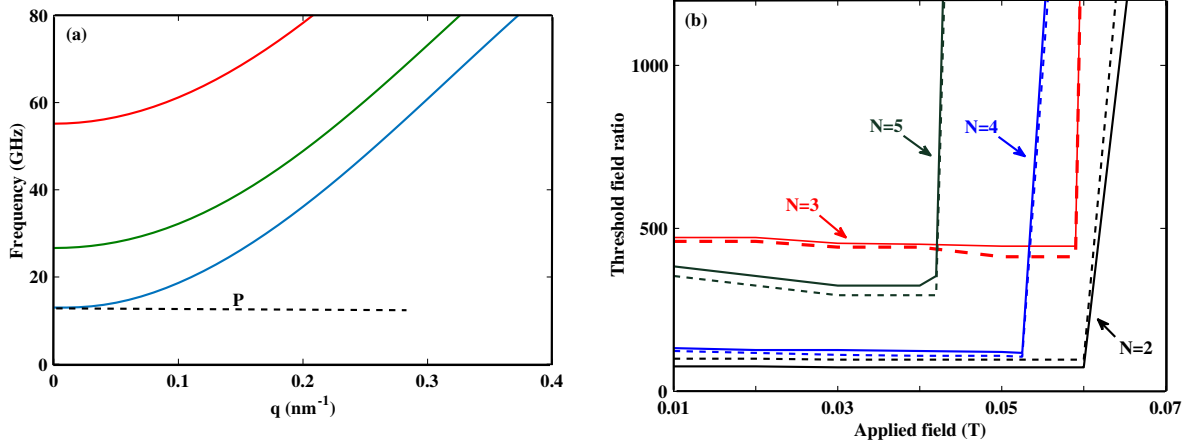 (a)
80
60
40
20
0
Frequency (GHz)
P
0 0.1 0.2 0.3 0.4
q (nm⁻¹)
(b)
1000
500
0
Threshold field ratio
N=5
N=4
N=3
N=2
0.01 0.03 0.05 0.07
Applied field (T)